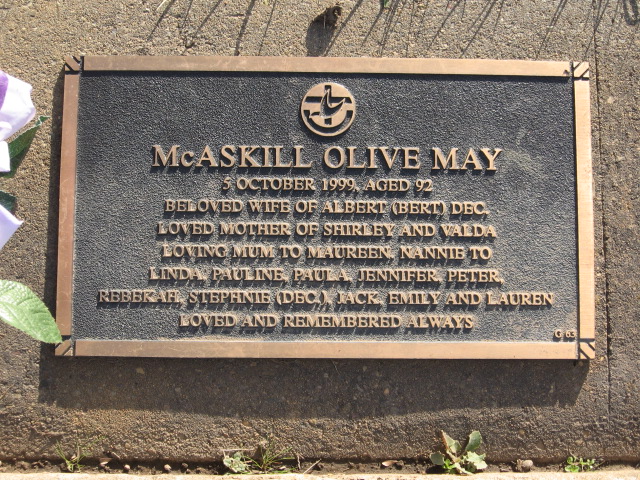 McASKILL OLIVE MAY
5 OCTOBER 1999, AGED 92
BELOVED WIFE OF ALBERT (BERT) DEC.
LOVED MOTHER OF SHIRLEY AND VALDA
LOVING MUM TO MAUREEN, NANNIE TO
LINDA, PAULINE, PAULA, JENNIFER, PETER,
REBEKAH, STEPHNIE (DEC.), JACK, EMILY AND LAUREN
LOVED AND REMEMBERED ALWAYS
G 63